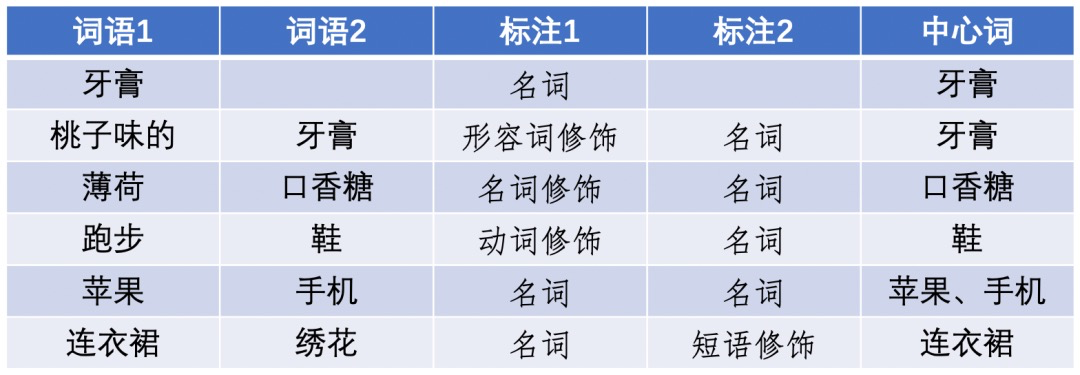 词语1 词语2 标注1 标注2 中心词
牙膏 名词 牙膏
桃子味的 牙膏 形容词修饰 名词 牙膏
薄荷 口香糖 名词修饰 名词 口香糖
跑步 鞋 动词修饰 名词 鞋
苹果 手机 名词 名词 苹果、手机
连衣裙 绣花 名词 短语修饰 连衣裙